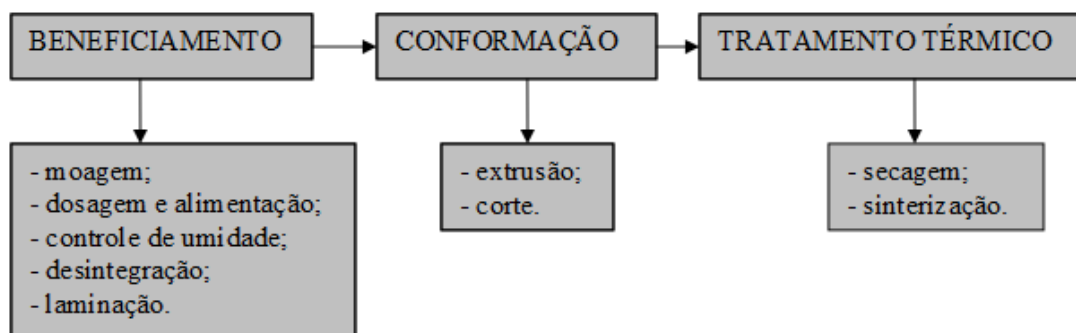 BENEFICIAMENTO
CONFORMAÇÃO
TRATAMENTO TÉRMICO
- moagem;
- dosagem e alimentação;
- controle de umidade;
- desintegração;
- laminação.
- extrusão;
- corte.
- secagem;
- sinterização.